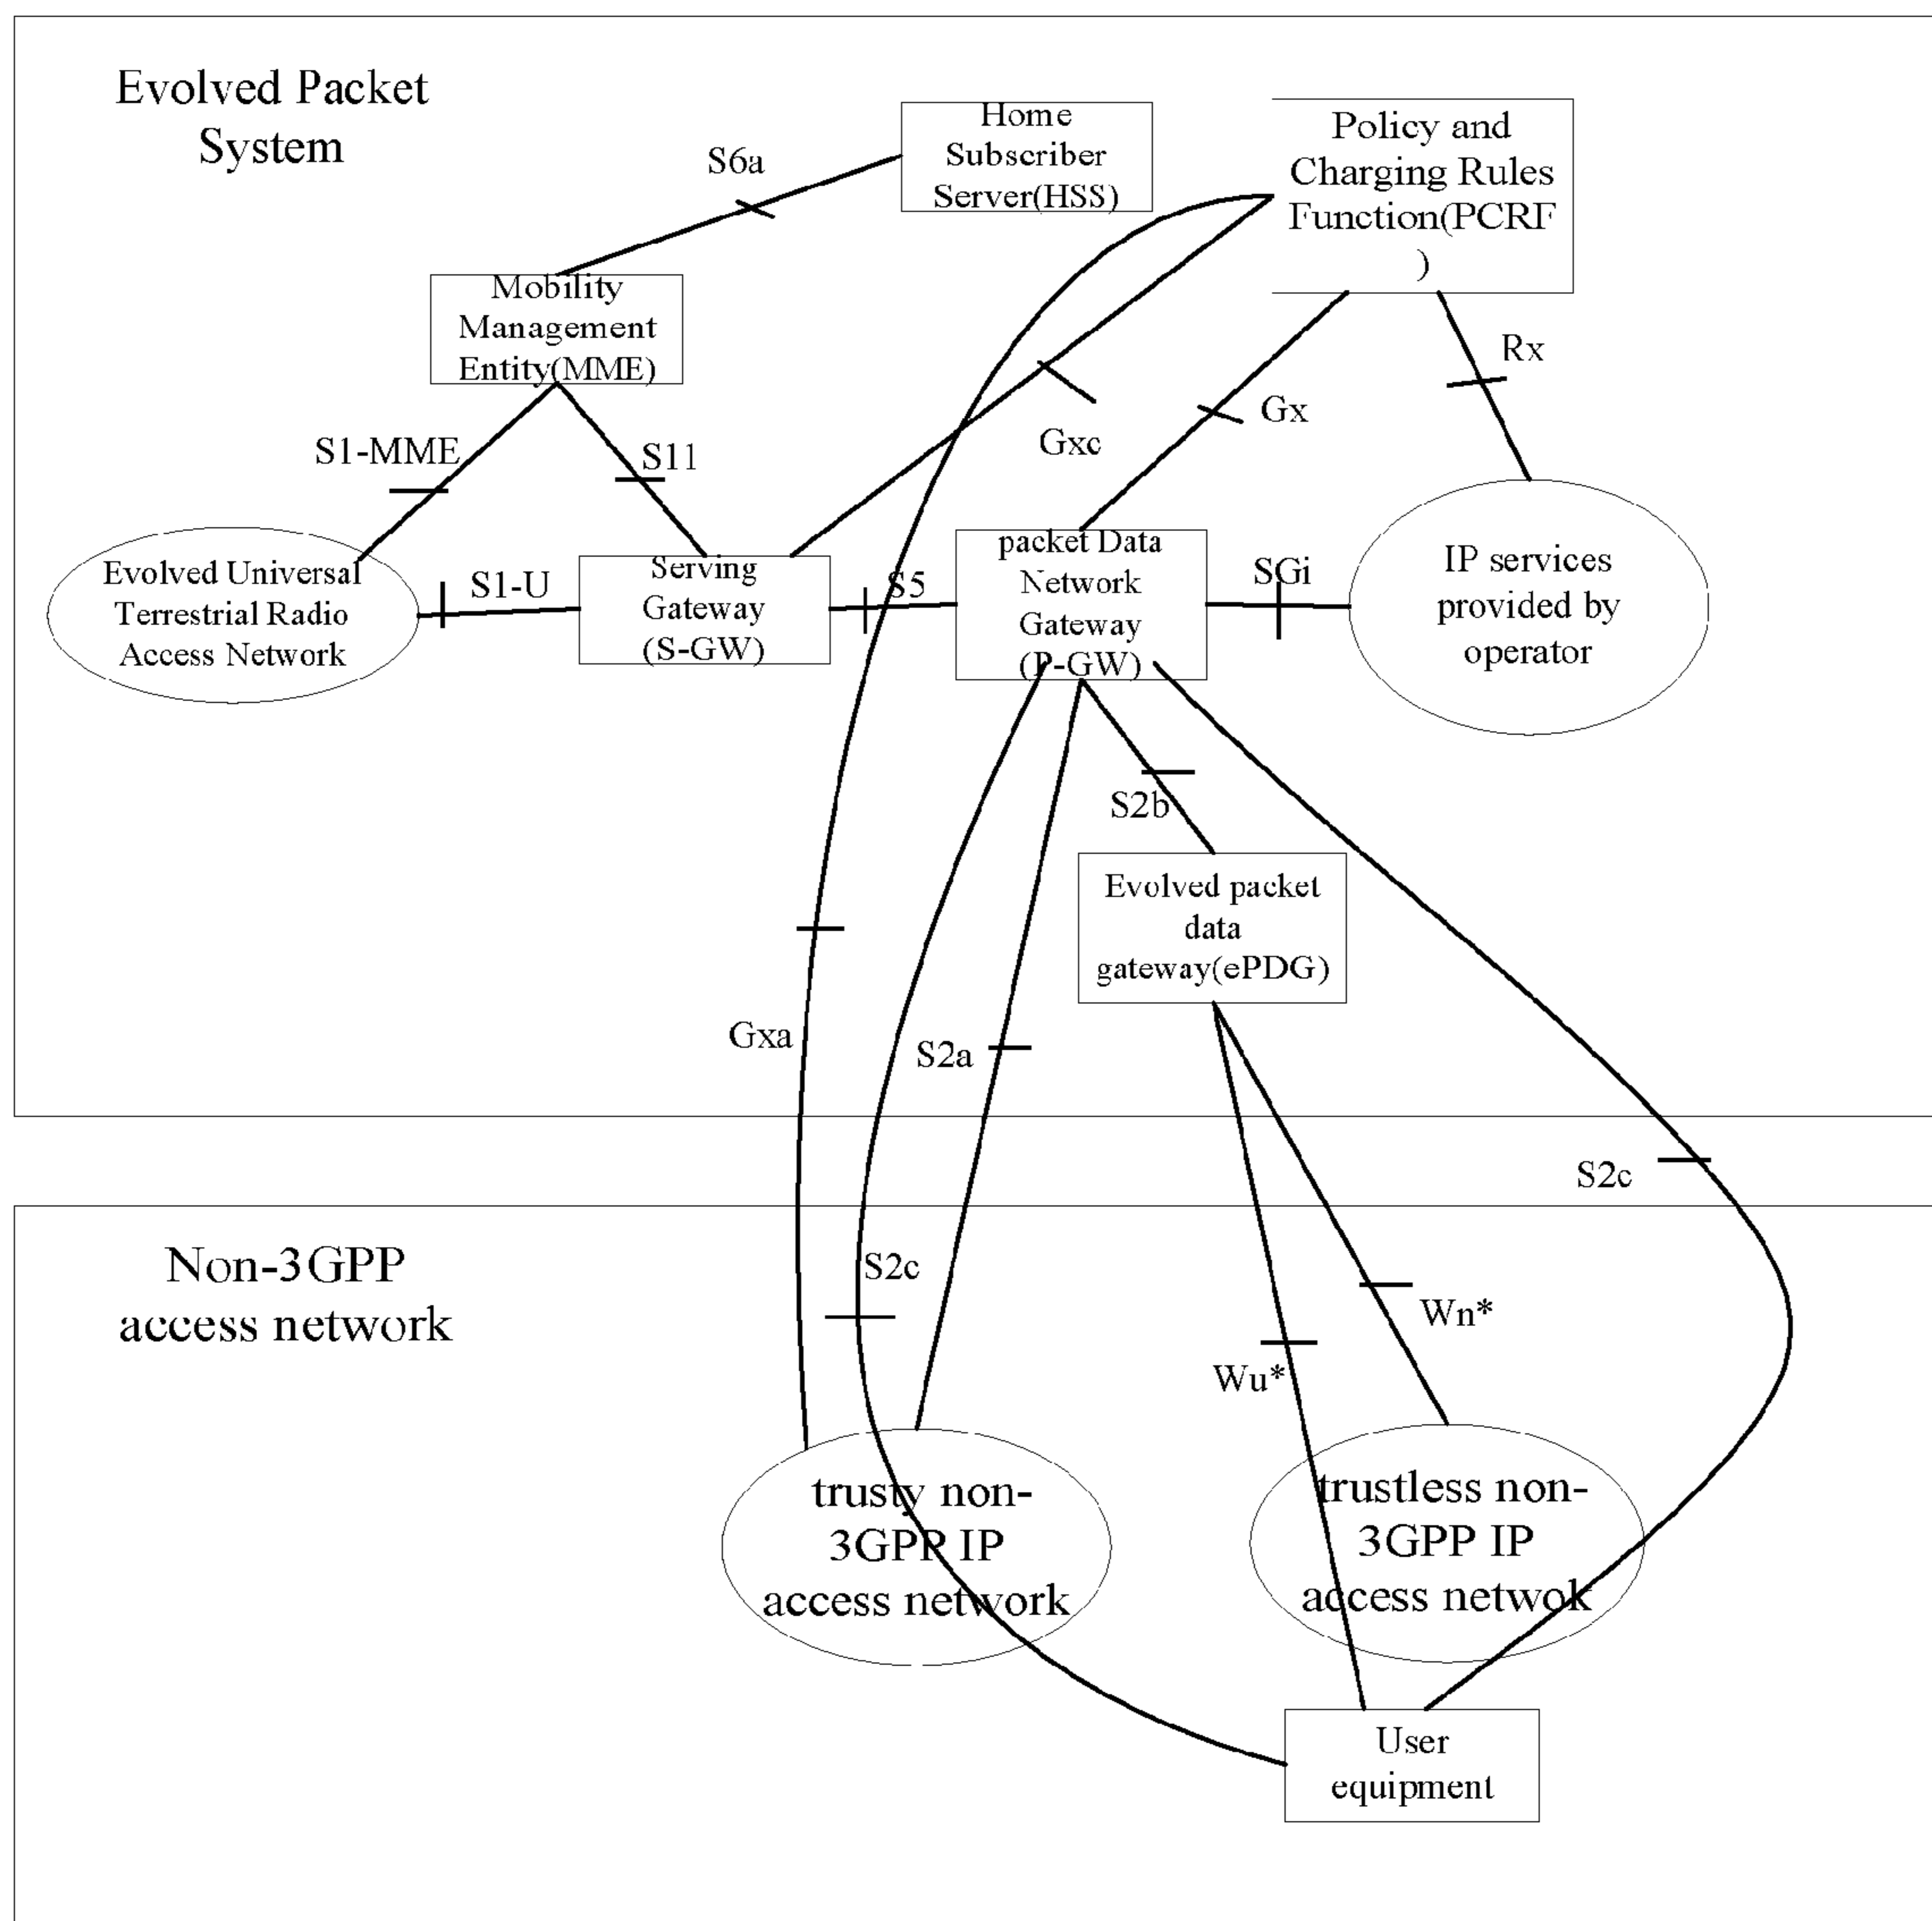 Evolved Packet
System
Home
Subscriber
Server(HSS)
Policy and
Charging Rules
Function(PCRF
)
S6a
Mobility
Management
Entity(MME)
Rx
Gx
Gxc
S1-MME
S11
Evolved Universal
Terrestrial Radio
Access Network
S1-U
Serving
Gateway
(S-GW)
S5
packet Data
Network
Gateway
(P-GW)
SGi
IP services
provided by
operator
S2b
Evolved packet
data
gateway(ePDG)
Gxa
S2a
S2c
Non-3GPP
access network
S2c
Wn*
Wu*
trusty non-
3GPP IP
access network
trustless non-
3GPP IP
access netwok
User
equipment